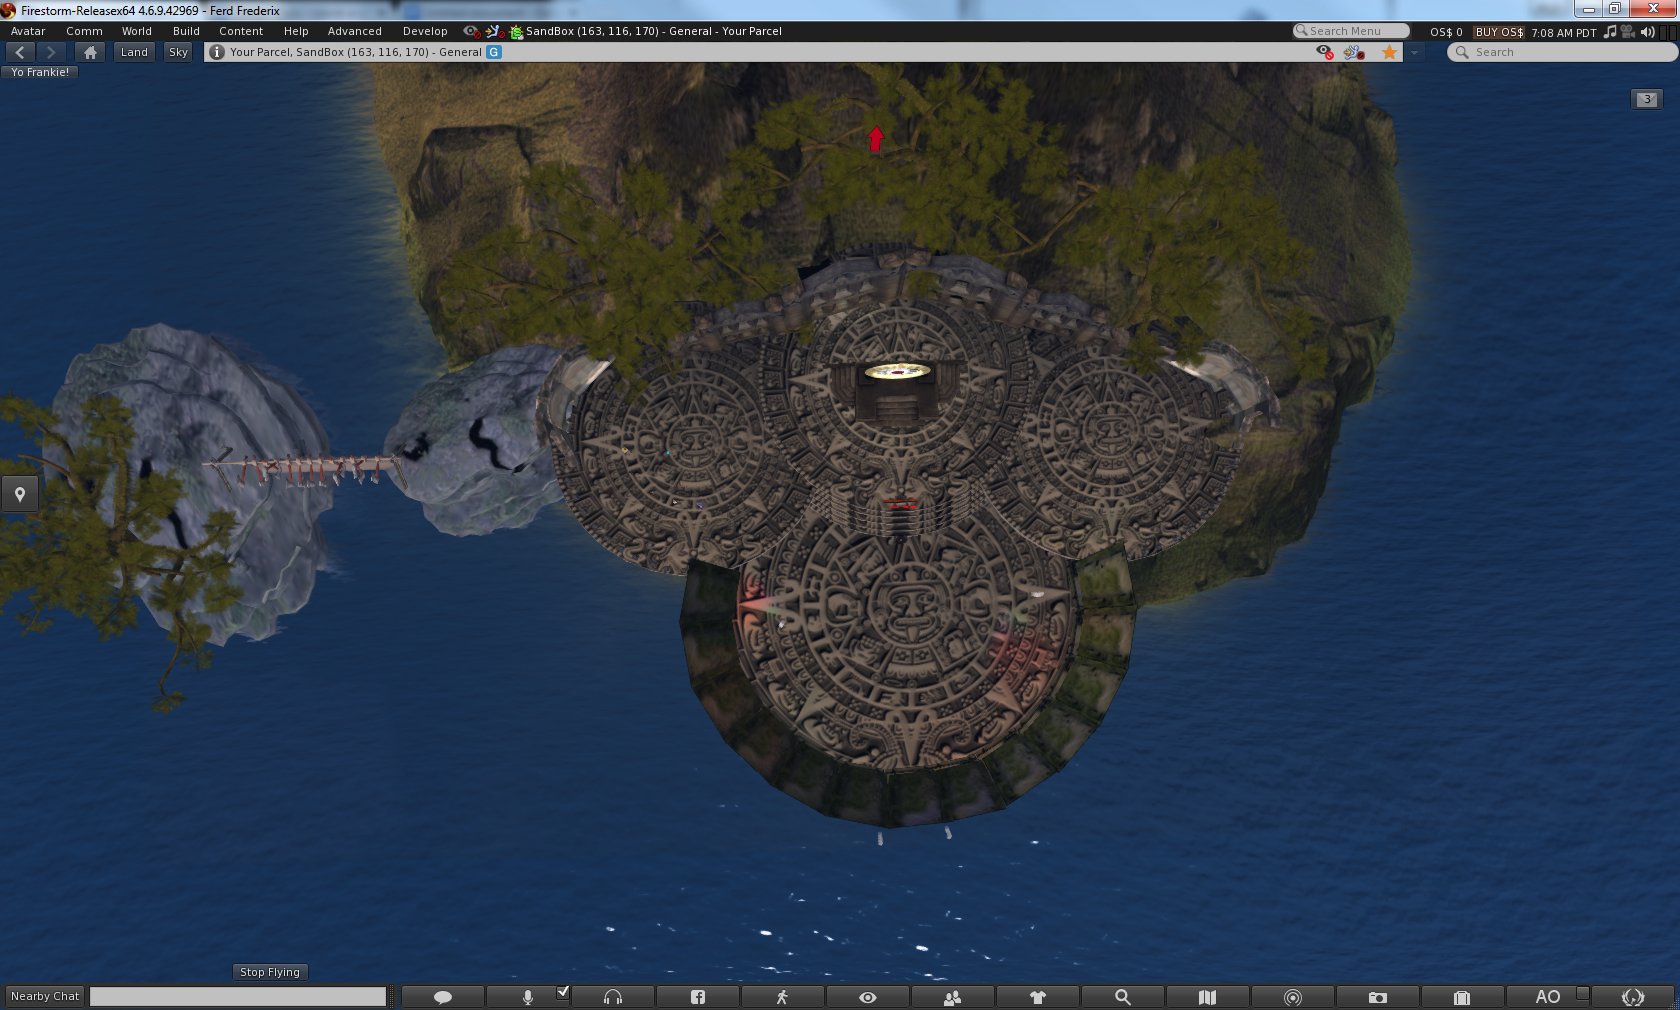 Firestorm-Releasex64 4.6.9.42969 - Ferd Frederix
Avatar Comm World Build Content Help Advanced Develop SandBox (163, 116, 170) - General - Your Parcel Search Menu OS$ 0 BUY OS$ 7:08 AM PDT
Land Sky Your Parcel, SandBox (163, 116, 170) - General G Search
Yo Frankie!
3
Stop Flying
Nearby Chat AO